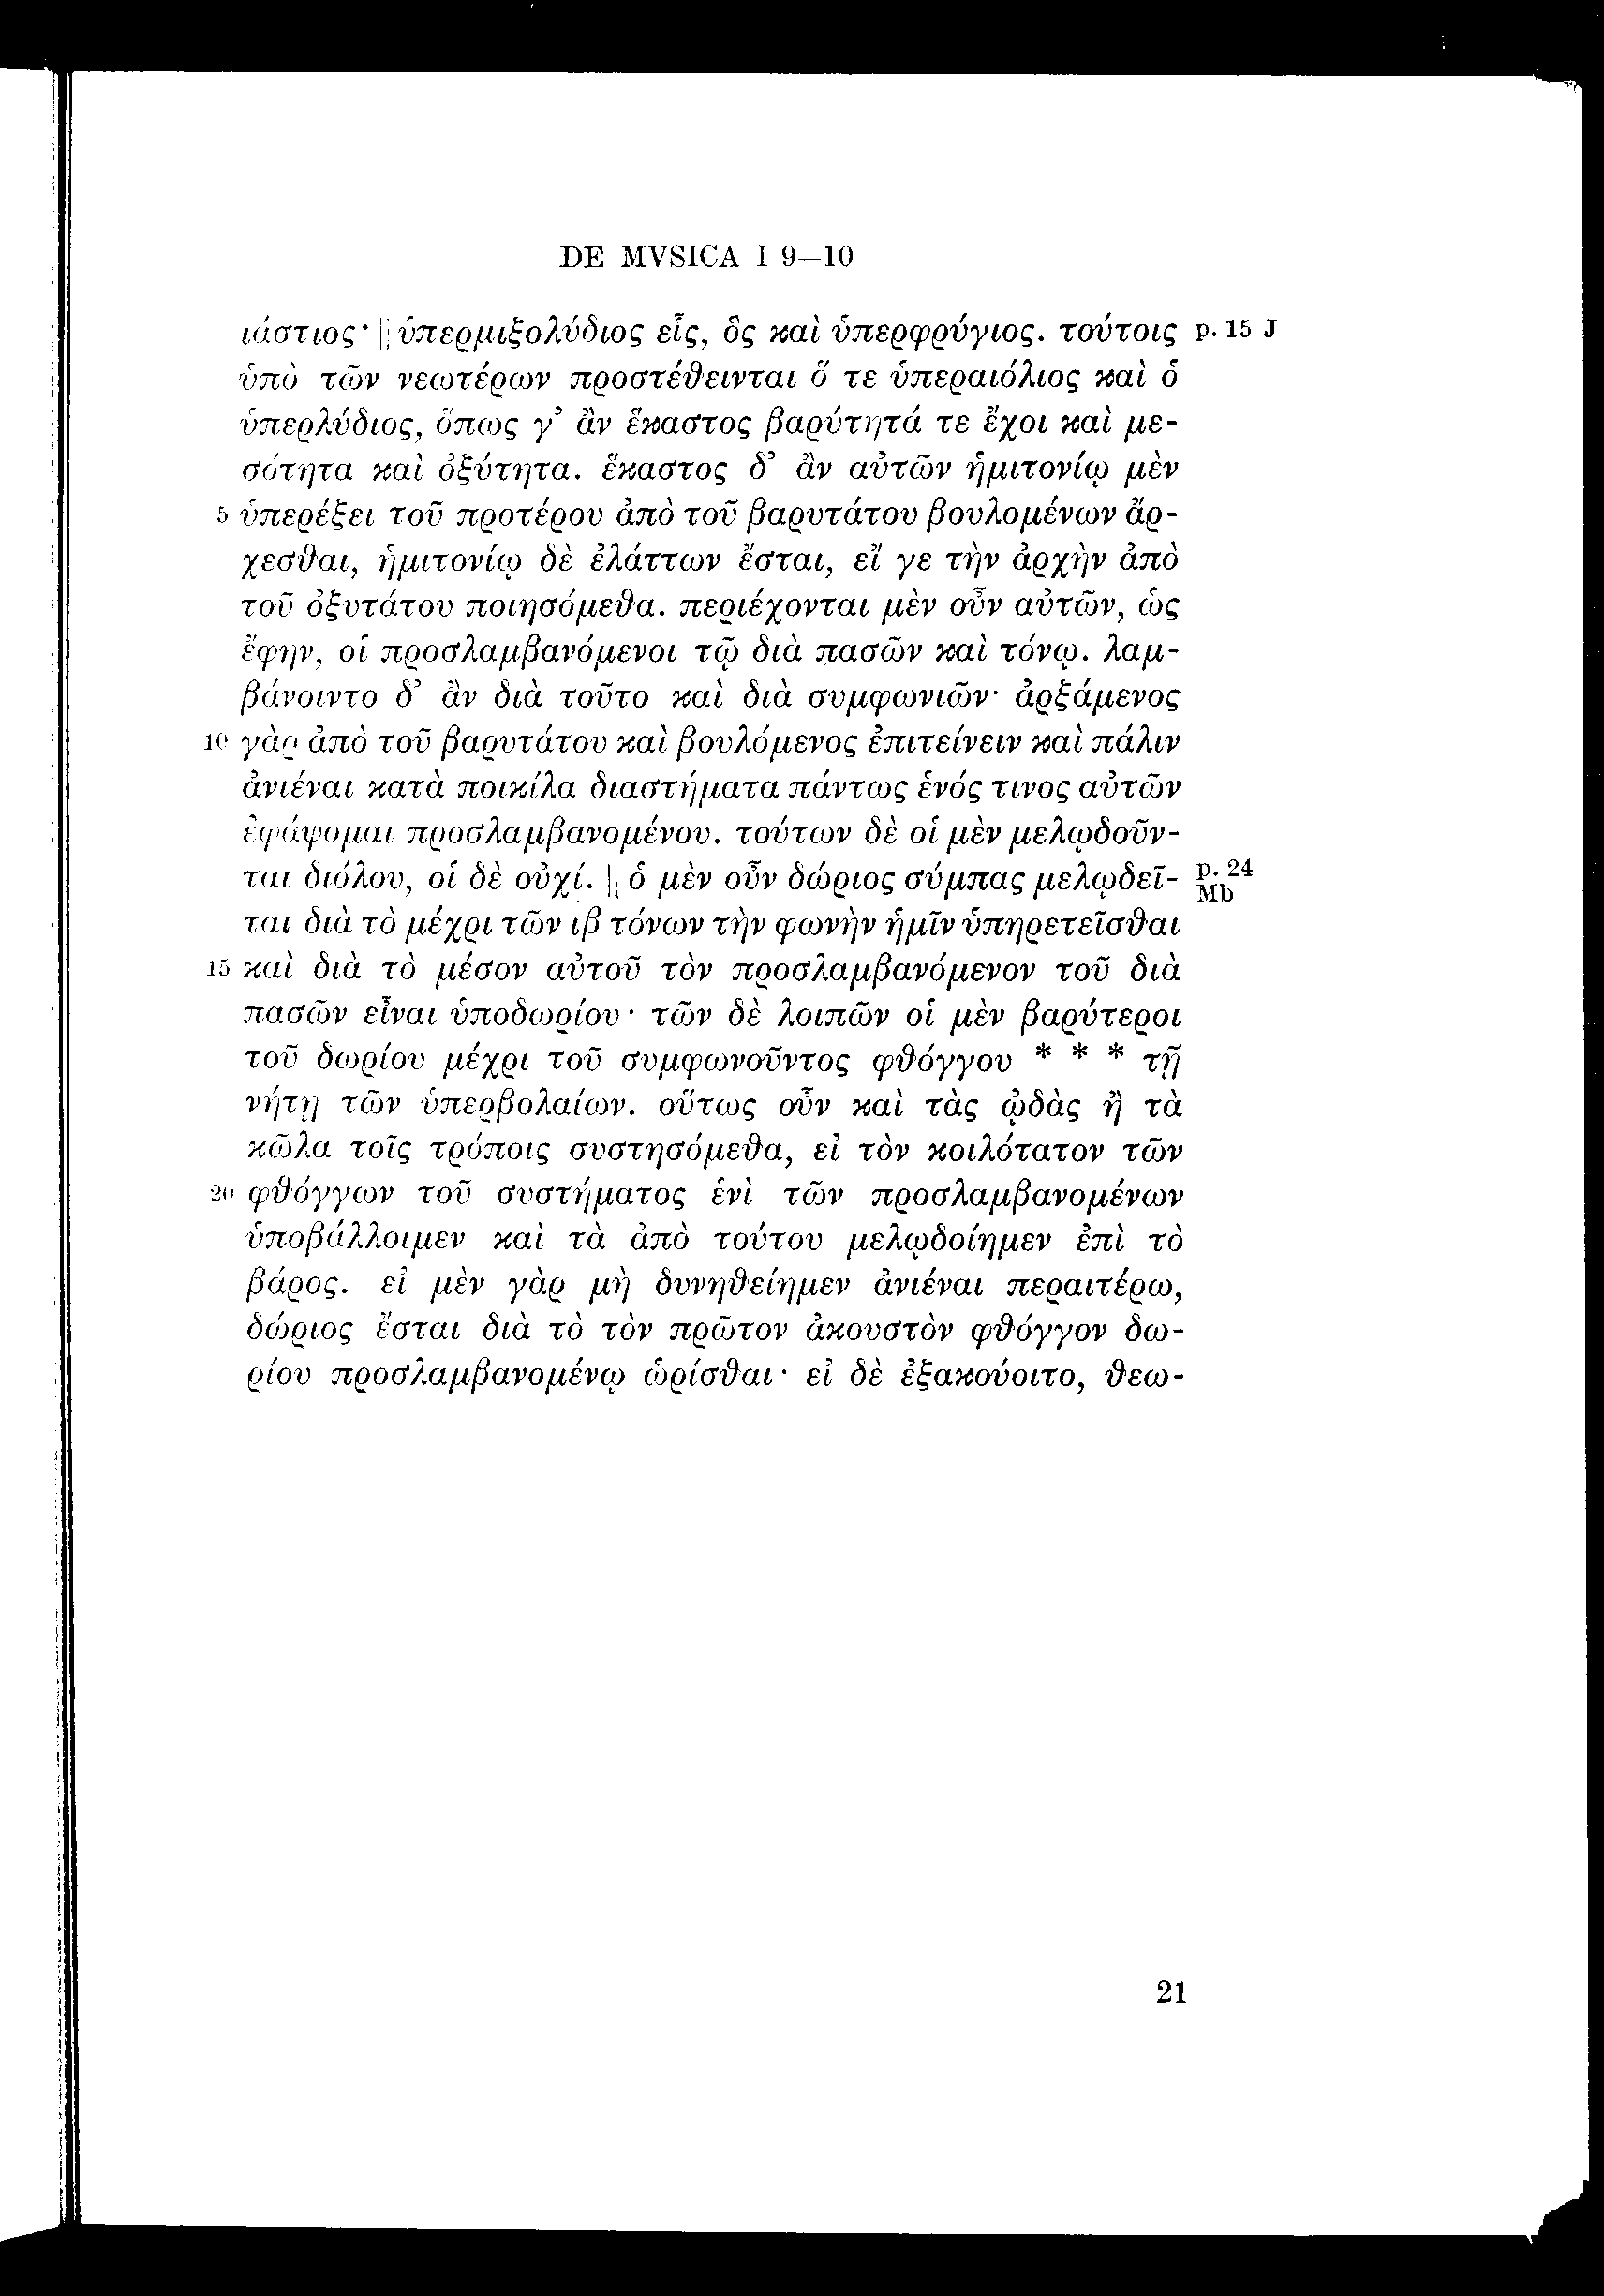 DE MVSICA I 9—10
ιάστιος· || ὑπερμιξολύδιος εἷς, ὃς καὶ ὑπερφρύγιος. τούτοις p. 15 J
ὑπὸ τῶν νεωτέρων προστέθεινται ὅ τε ὑπεραιόλιος καὶ ὁ
ὑπερλύδιος, ὅπως γ’ ἂν ἕκαστος βαρύτητά τε ἔχοι καὶ με-
σότητα καὶ ὀξύτητα. ἕκαστος δ’ ἂν αὐτῶν ἡμιτονίῳ μὲν
5 ὑπερέξει τοῦ προτέρου ἀπὸ τοῦ βαρυτάτου βουλομένων ἄρ-
χεσθαι, ἡμιτονίῳ δὲ ἐλάττων ἔσται, εἴ γε τὴν ἀρχὴν ἀπὸ
τοῦ ὀξυτάτου ποιησόμεθα. περιέχονται μὲν οὖν αὐτῶν, ὡς
ἔφην, οἱ προσλαμβανόμενοι τῷ διὰ πασῶν καὶ τόνῳ. λαμ-
βάνοιντο δ’ ἂν διὰ τοῦτο καὶ διὰ συμφωνιῶν· ἀρξάμενος
10 γὰρ ἀπὸ τοῦ βαρυτάτου καὶ βουλόμενος ἐπιτείνειν καὶ πάλιν
ἀνιέναι κατὰ ποικίλα διαστήματα πάντως ἑνός τινος αὐτῶν
ἐφάψομαι προσλαμβανομένου. τούτων δὲ οἱ μὲν μελῳδοῦν-
ται διόλου, οἱ δὲ οὐχί. || ὁ μὲν οὖν δώριος σύμπας μελῳδεῖ- p. 24 Mb
ται διὰ τὸ μέχρι τῶν ι̅β̅ τόνων τὴν φωνὴν ἡμῖν ὑπηρετεῖσθαι
15 καὶ διὰ τὸ μέσον αὐτοῦ τὸν προσλαμβανόμενον τοῦ διὰ
πασῶν εἶναι ὑποδωρίου· τῶν δὲ λοιπῶν οἱ μὲν βαρύτεροι
τοῦ δωρίου μέχρι τοῦ συμφωνοῦντος φθόγγου * * * τῇ
νήτῃ τῶν ὑπερβολαίων. οὕτως οὖν καὶ τὰς ᾠδὰς ἢ τὰ
κῶλα τοῖς τρόποις συστησόμεθα, εἰ τὸν κοιλότατον τῶν
20 φθόγγων τοῦ συστήματος ἑνὶ τῶν προσλαμβανομένων
ὑποβάλλοιμεν καὶ τὰ ἀπὸ τούτου μελῳδοίημεν ἐπὶ τὸ
βάρος. εἰ μὲν γὰρ μὴ δυνηθείημεν ἀνιέναι περαιτέρω,
δώριος ἔσται διὰ τὸ τὸν πρῶτον ἀκουστὸν φθόγγον δω-
ρίου προσλαμβανομένῳ ὡρίσθαι· εἰ δὲ ἐξακούοιτο, θεω-
21